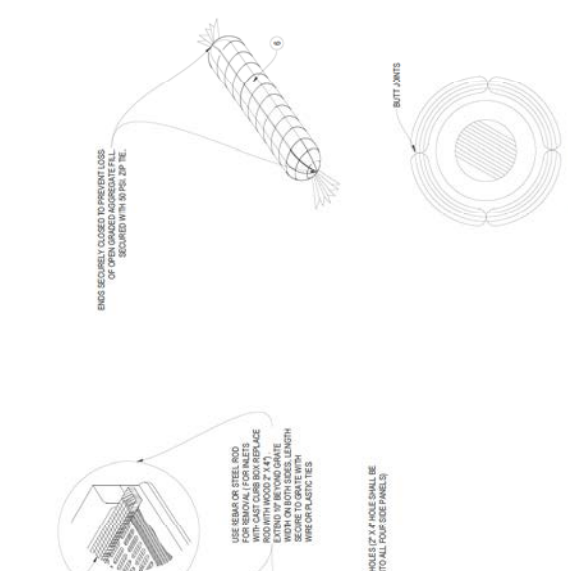 ENDS SECURELY CLOSED TO PREVENT LOSS
OF OPEN GRADED AGGREGATE FILL.
SECURED WITH 50 PSI. ZIP TIE.
6
BUTT JOINTS
USE REBAR OR STEEL ROD
FOR REMOVAL ( FOR INLETS
WITH CAST CURB BOX REPLACE
ROD WITH WOOD 2" X 4") .
EXTEND 10" BEYOND GRATE
WIDTH ON BOTH SIDES, LENGTH
SECURE TO GRATE WITH
WIRE OR PLASTIC TIES
HOLES (2" X 4" HOLE SHALL BE
TO ALL FOUR SIDE PANELS)